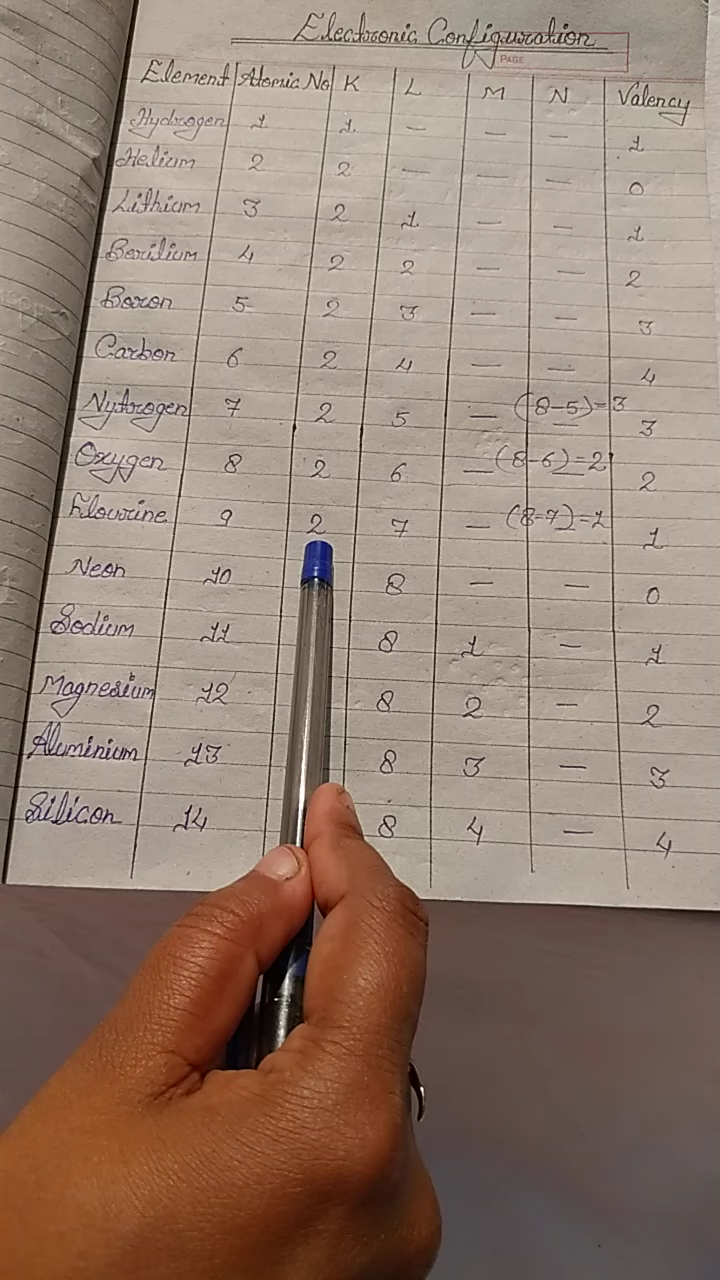 Electronic Configuration
PAGE
Element Atomic No K L M N Valency
Hydrogen 1 1 — — — 1
Helium 2 2 — — — 0
Lithium 3 2 1 — — 1
Berilium 4 2 2 — — 2
Boron 5 2 3 — — 3
Carbon 6 2 4 — — 4
Nytrogen 7 2 5 — — (8-5)=3 3
Oxygen 8 2 6 — — (8-6)=2 2
Flourine 9 2 7 — — (8-7)=1 1
Neon 10 8 — — 0
Sodium 11 8 1 — 1
Magnesium 12 8 2 — 2
Aluminium 13 8 3 — 3
Silicon 14 8 4 — 4